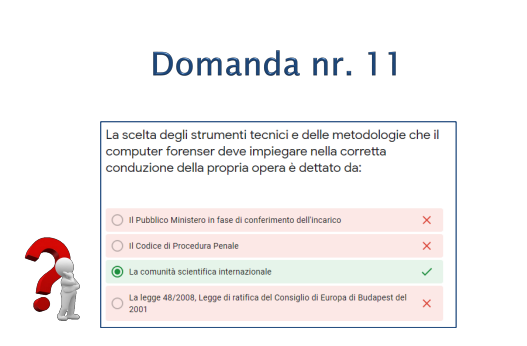 Domanda nr. 11
La scelta degli strumenti tecnici e delle metodologie che il
computer forenser deve impiegare nella corretta
conduzione della propria opera è dettato da:
Il Pubblico Ministero in fase di conferimento dell'incarico
Il Codice di Procedura Penale
La comunità scientifica internazionale
La legge 48/2008, Legge di ratifica del Consiglio di Europa di Budapest del
2001